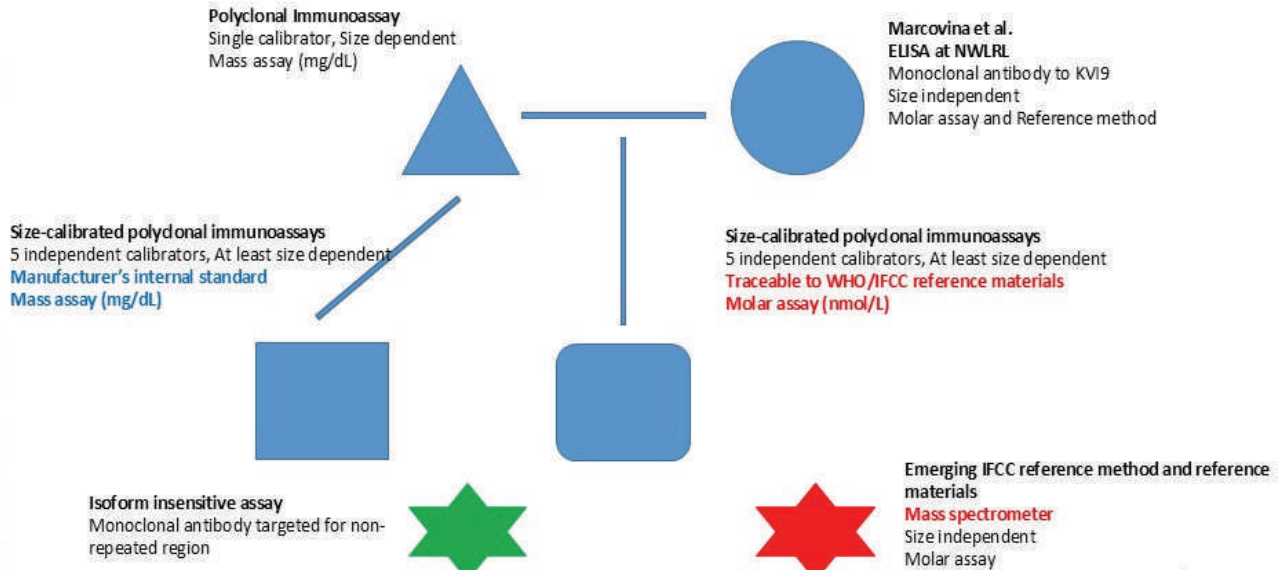 Polyclonal Immunoassay
Single calibrator, Size dependent
Mass assay (mg/dL)
Marcovina et al.
ELISA at NWLRL
Monoclonal antibody to KVI9
Size independent
Molar assay and Reference method
Size-calibrated polyclonal immunoassays
5 independent calibrators, At least size dependent
Manufacturer's internal standard
Mass assay (mg/dL)
Size-calibrated polyclonal immunoassays
5 independent calibrators, At least size dependent
Traceable to WHO/IFCC reference materials
Molar assay (nmol/L)
Isoform insensitive assay
Monoclonal antibody targeted for non-
repeated region
Emerging IFCC reference method and reference
materials
Mass spectrometer
Size independent
Molar assay